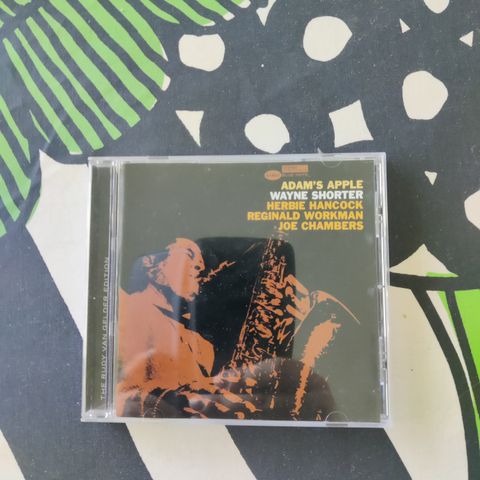 ADAM'S APPLE
WAYNE SHORTER
HERBIE HANCOCK
REGINALD WORKMAN
JOE CHAMBERS
THE RUDY VAN GELDER EDITION